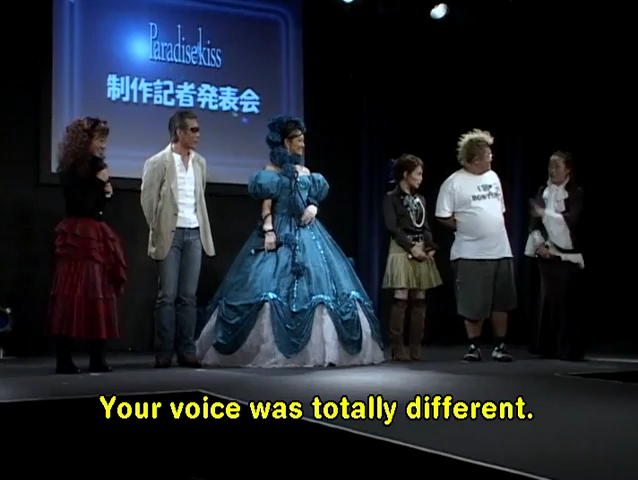 Paradise kiss
制作記者発表会
Your voice was totally different.